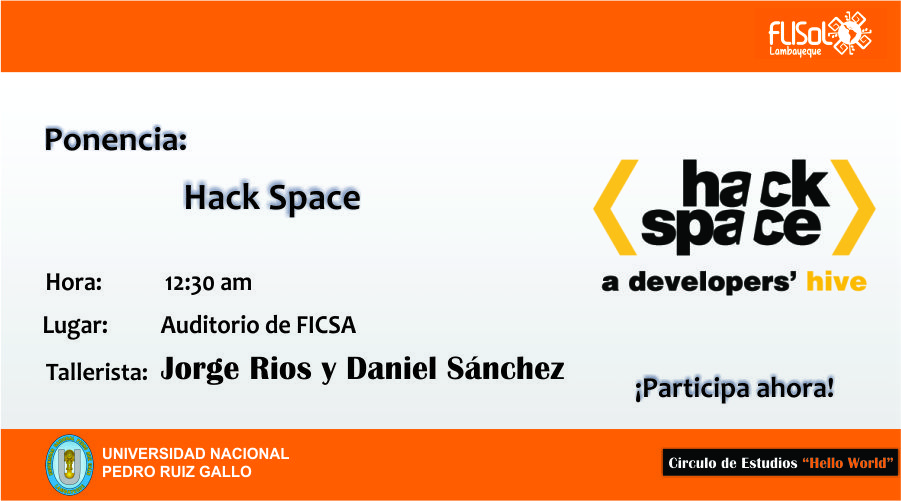 FLISoL
Lambayeque
Ponencia:
Hack Space
hack
space
a developers' hive
Hora: 12:30 am
Lugar: Auditorio de FICSA
Tallerista: Jorge Rios y Daniel Sánchez
¡Participa ahora!
UNIVERSIDAD NACIONAL
PEDRO RUIZ GALLO
Circulo de Estudios “Hello World”